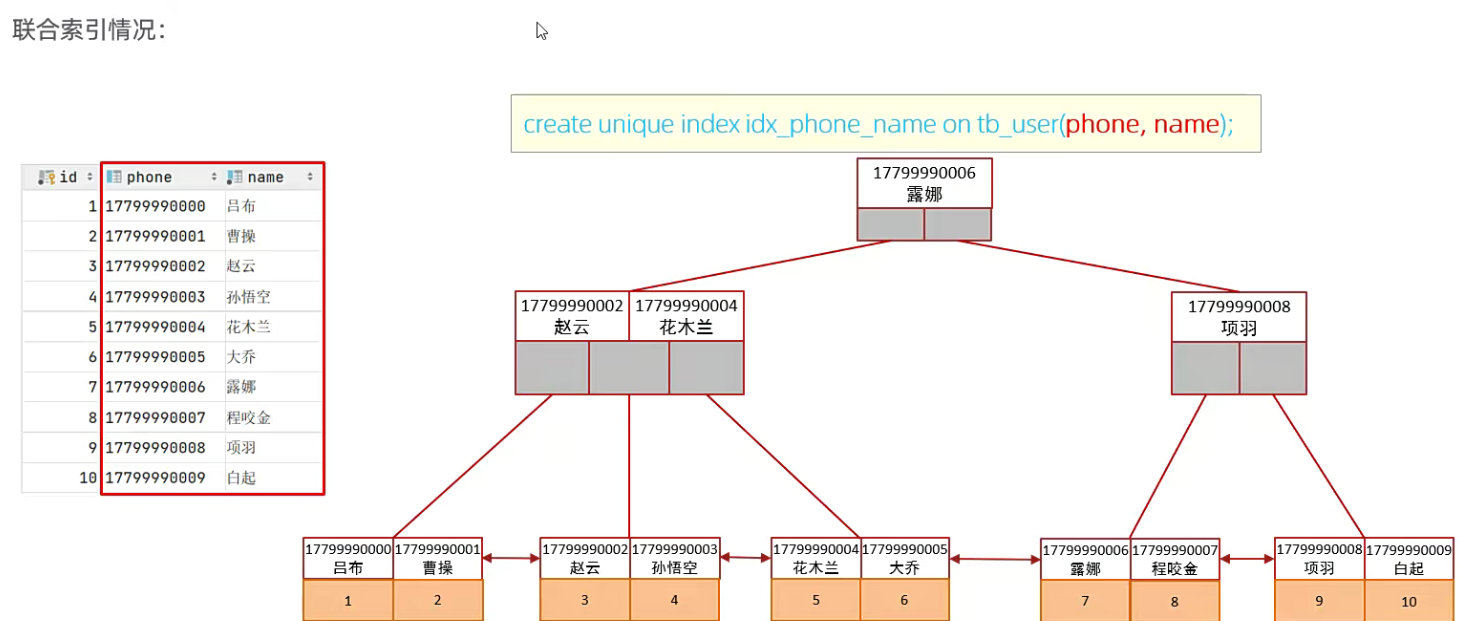 联合索引情况：
create unique index idx_phone_name on tb_user(phone, name);
id phone name
1 17799990000 吕布
2 17799990001 曹操
3 17799990002 赵云
4 17799990003 孙悟空
5 17799990004 花木兰
6 17799990005 大乔
7 17799990006 露娜
8 17799990007 程咬金
9 17799990008 项羽
10 17799990009 白起
17799990006
露娜
17799990002 17799990004
赵云 花木兰
17799990008
项羽
17799990000 17799990001 17799990002 17799990003 17799990004 17799990005 17799990006 17799990007 17799990008 17799990009
吕布 曹操 赵云 孙悟空 花木兰 大乔 露娜 程咬金 项羽 白起
1 2 3 4 5 6 7 8 9 10